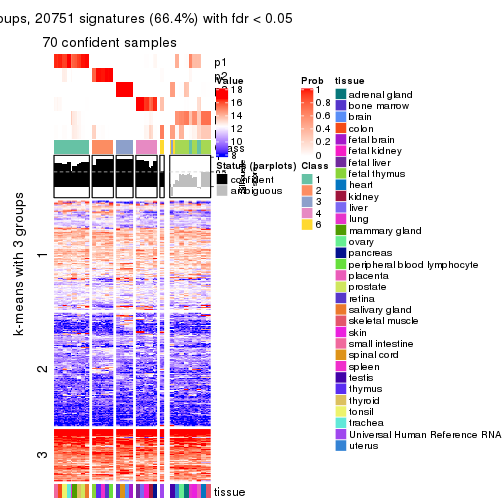 oups, 20751 signatures (66.4%) with fdr < 0.05
70 confident samples
p1
p2
Value
18
16
14
12
10
8
Prob
1
0.8
0.6
0.4
0.2
0
Class
1
2
3
4
6
Status (barplots)
confident
ambiguous
tissue
adrenal gland
bone marrow
brain
colon
fetal brain
fetal kidney
fetal liver
fetal thymus
heart
kidney
liver
lung
mammary gland
ovary
pancreas
peripheral blood lymphocyte
placenta
prostate
retina
salivary gland
skeletal muscle
skin
small intestine
spinal cord
spleen
testis
thymus
thyroid
tonsil
trachea
Universal Human Reference RNA
uterus
k-means with 3 groups
1
2
3
tissue